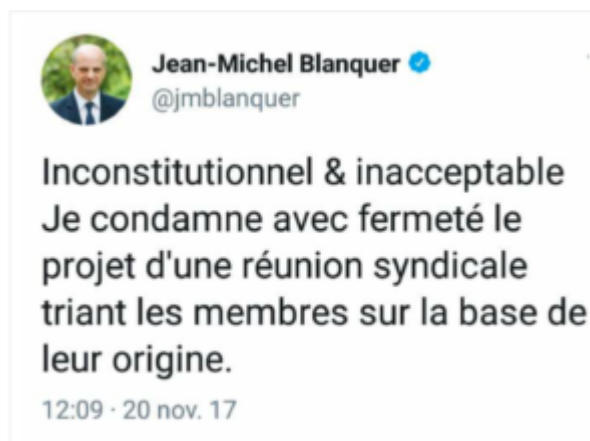 Jean-Michel Blanquer
@jmblanquer
Inconstitutionnel & inacceptable
Je condamne avec fermeté le
projet d'une réunion syndicale
triant les membres sur la base de
leur origine.
12:09 · 20 nov. 17